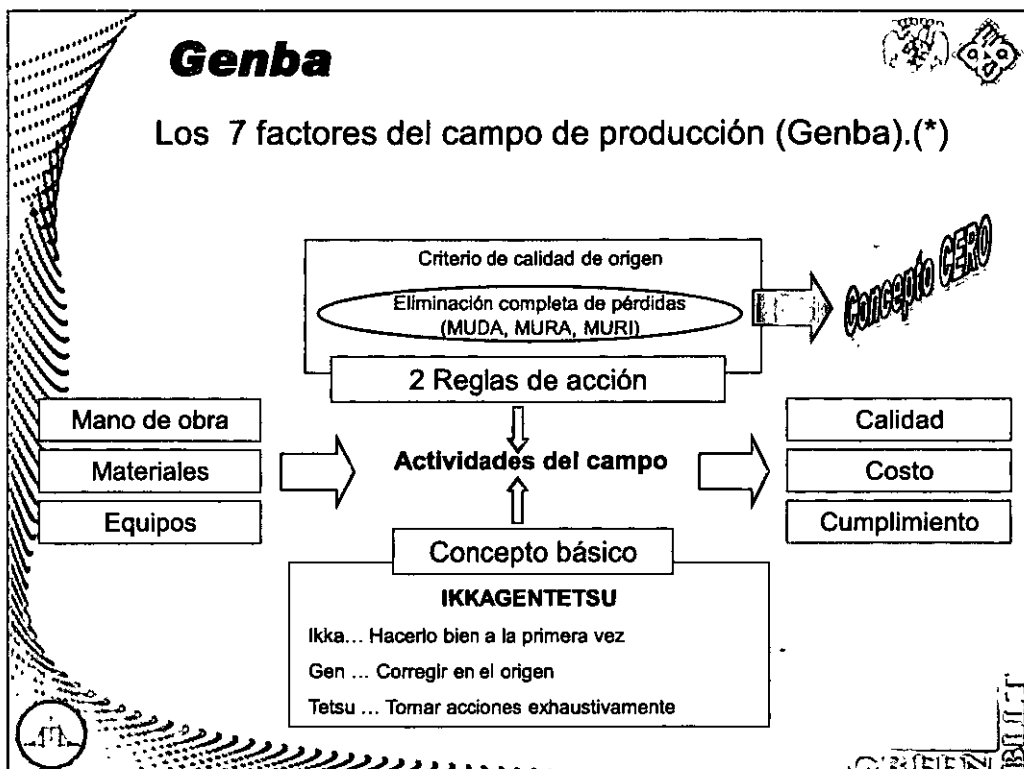 Genba
Los 7 factores del campo de producción (Genba).(*)
Criterio de calidad de origen
Eliminación completa de pérdidas
(MUDA, MURA, MURI)
Concepto CERO
2 Reglas de acción
Mano de obra
Materiales
Equipos
Actividades del campo
Calidad
Costo
Cumplimiento
Concepto básico
IKKAGENTETSU
Ikka... Hacerlo bien a la primera vez
Gen ... Corregir en el origen
Tetsu ... Tomar acciones exhaustivamente